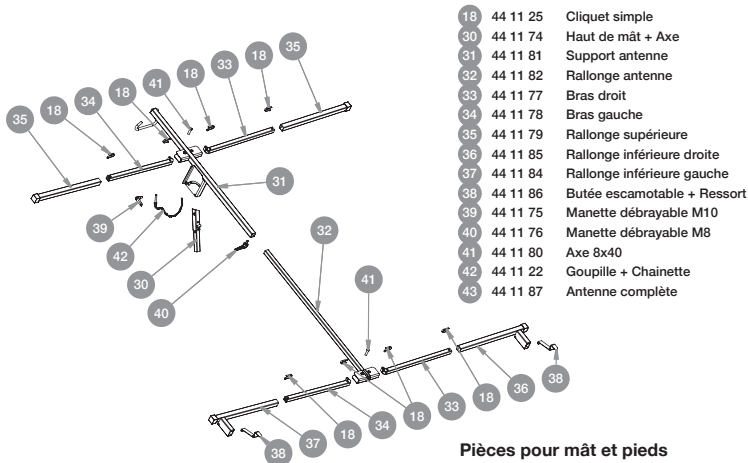 18 44 11 25 Cliquet simple
30 44 11 74 Haut de mât + Axe
31 44 11 81 Support antenne
32 44 11 82 Rallonge antenne
33 44 11 77 Bras droit
34 44 11 78 Bras gauche
35 44 11 79 Rallonge supérieure
36 44 11 85 Rallonge inférieure droite
37 44 11 84 Rallonge inférieure gauche
38 44 11 86 Butée escamotable + Ressort
39 44 11 75 Manette débrayable M10
40 44 11 76 Manette débrayable M8
41 44 11 80 Axe 8x40
42 44 11 22 Goupille + Chainette
43 44 11 87 Antenne complète
35
18
33
18
41
18
34
18
35
31
39
42
30
40
32
41
18
36
38
33
18
34
18
37
38
Pièces pour mât et pieds